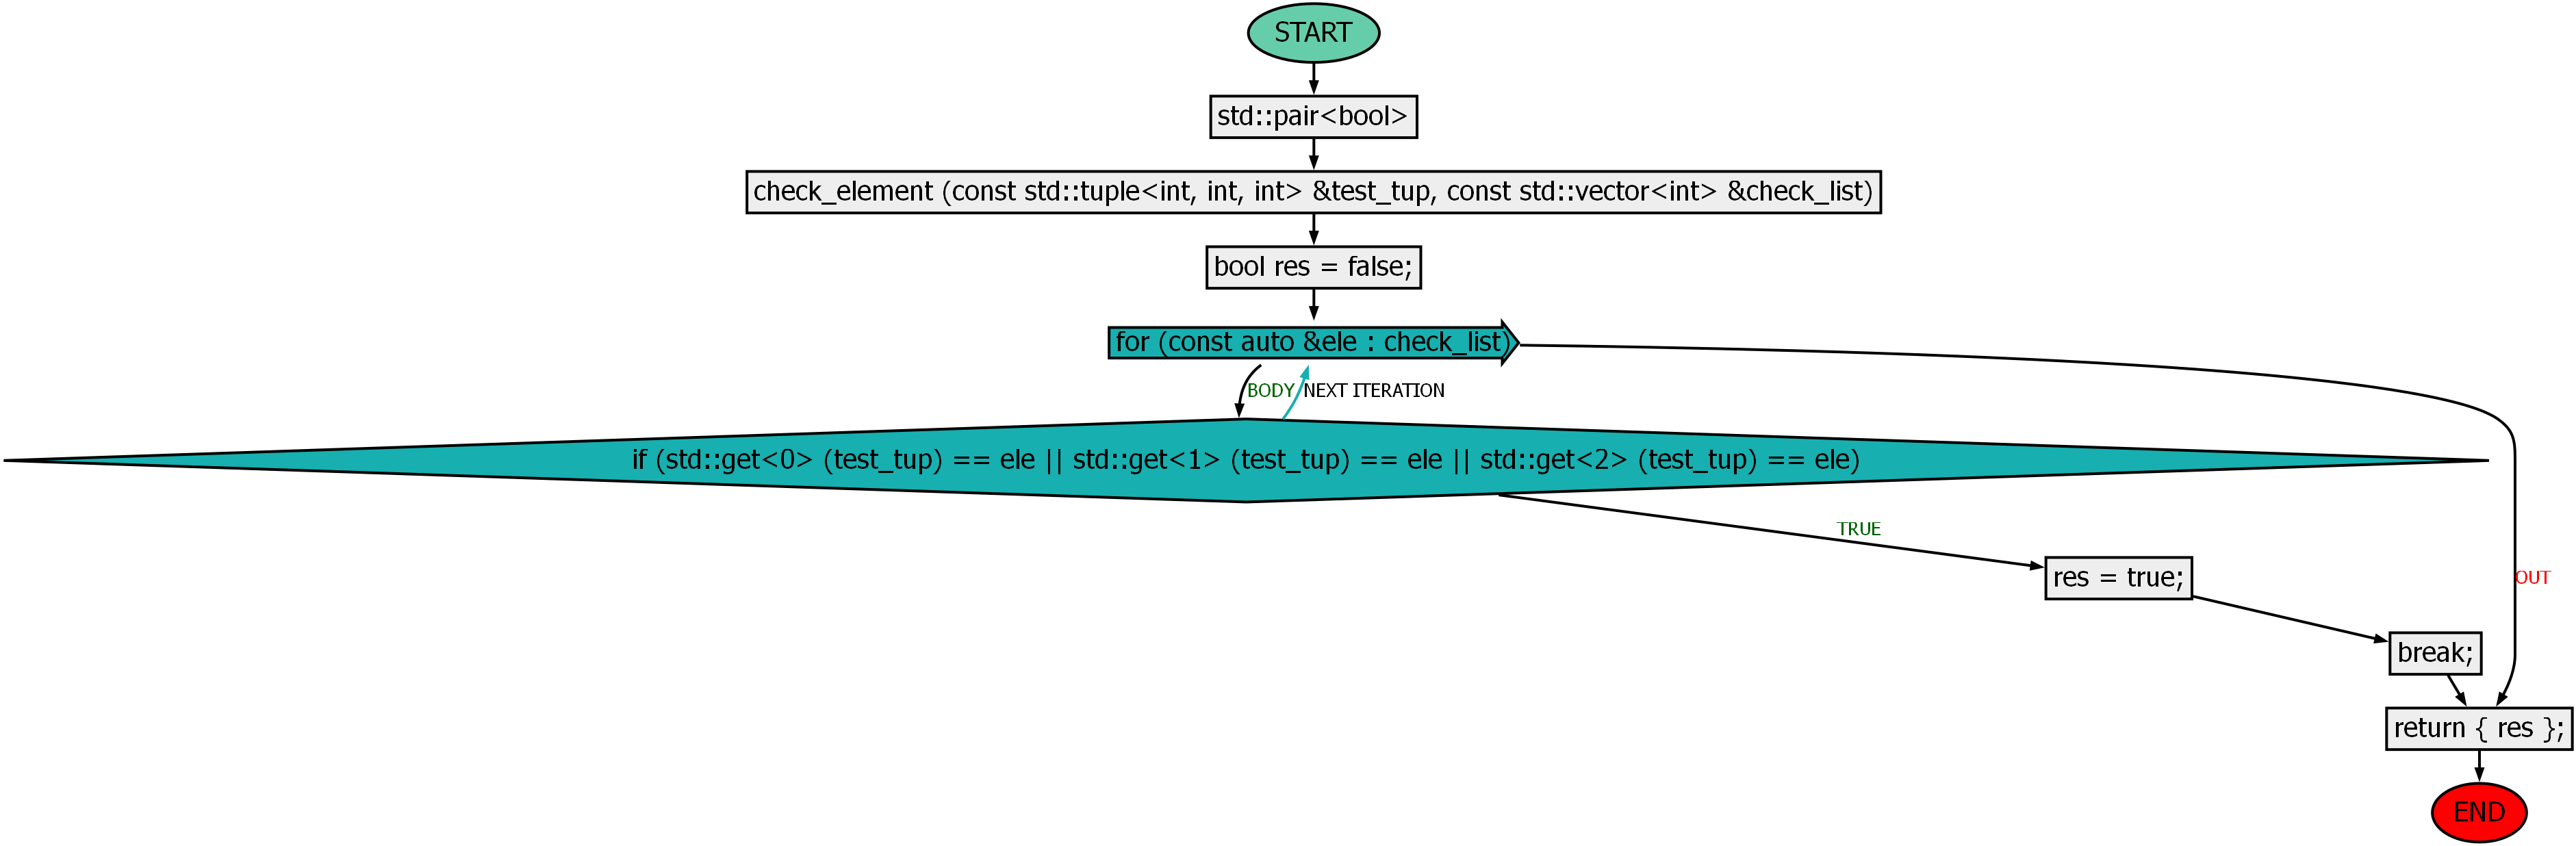 START
std::pair<bool>
check_element (const std::tuple<int, int, int> &test_tup, const std::vector<int> &check_list)
bool res = false;
for (const auto &ele : check_list)
BODY
NEXT ITERATION
if (std::get<0> (test_tup) == ele || std::get<1> (test_tup) == ele || std::get<2> (test_tup) == ele)
TRUE
res = true;
OUT
break;
return { res };
END